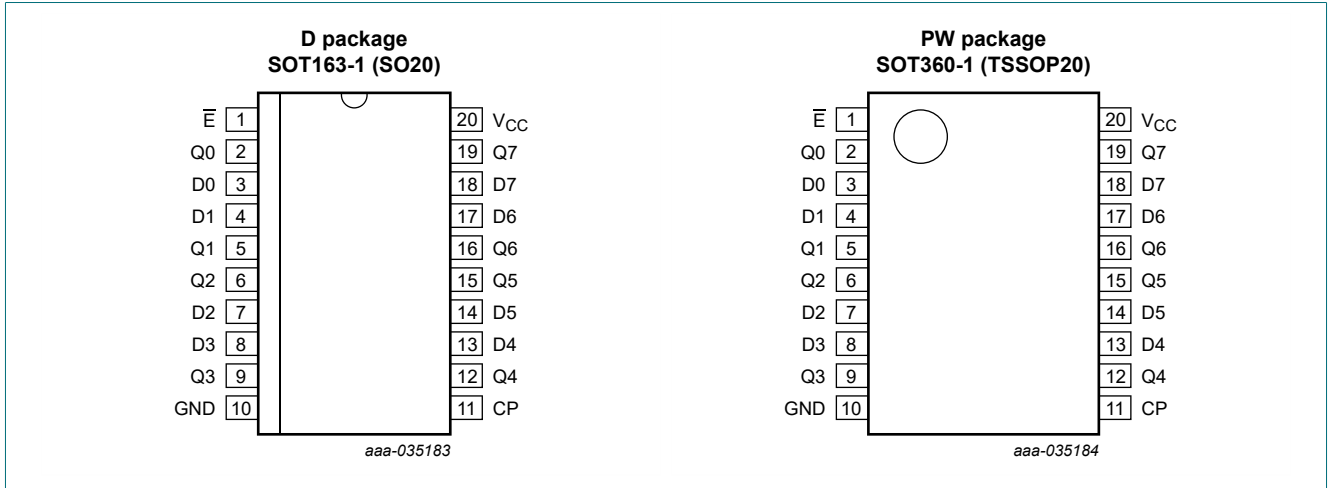 D package
SOT163-1 (SO20)
E̅ 1 20 VCC
Q0 2 19 Q7
D0 3 18 D7
D1 4 17 D6
Q1 5 16 Q6
Q2 6 15 Q5
D2 7 14 D5
D3 8 13 D4
Q3 9 12 Q4
GND 10 11 CP
aaa-035183
PW package
SOT360-1 (TSSOP20)
E̅ 1 20 VCC
Q0 2 19 Q7
D0 3 18 D7
D1 4 17 D6
Q1 5 16 Q6
Q2 6 15 Q5
D2 7 14 D5
D3 8 13 D4
Q3 9 12 Q4
GND 10 11 CP
aaa-035184